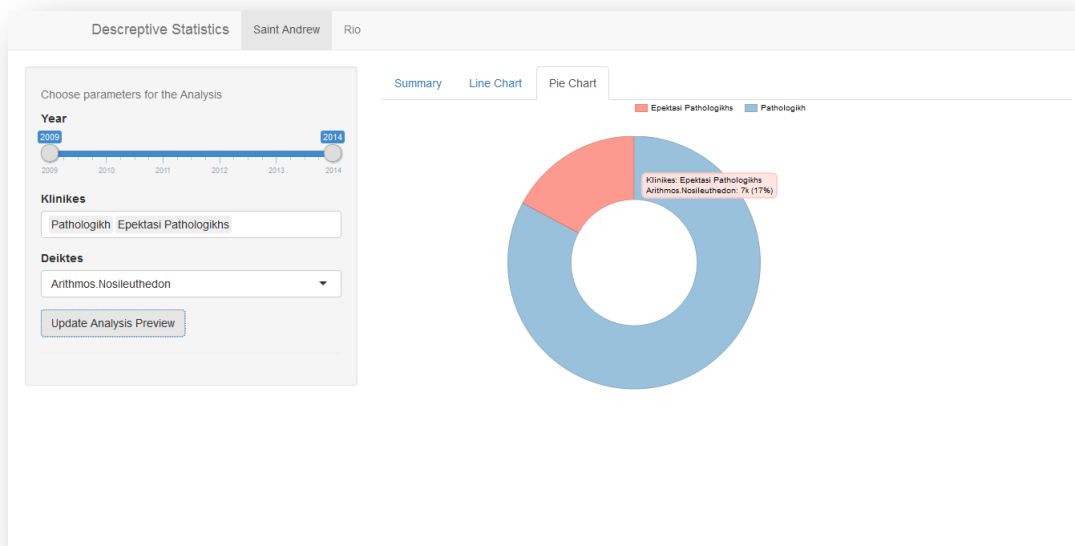 Descreptive Statistics Saint Andrew Rio
Choose parameters for the Analysis
Year
2009 2014
2009 2010 2011 2012 2013 2014
Klinikes
Pathologikh Epektasi Pathologikhs
Deiktes
Arithmos.Nosileuthedon
Update Analysis Preview
Summary Line Chart Pie Chart
Epektasi Pathologikhs Pathologikh
Klinikes: Epektasi Pathologikhs
Arithmos.Nosileuthedon: 7k (17%)